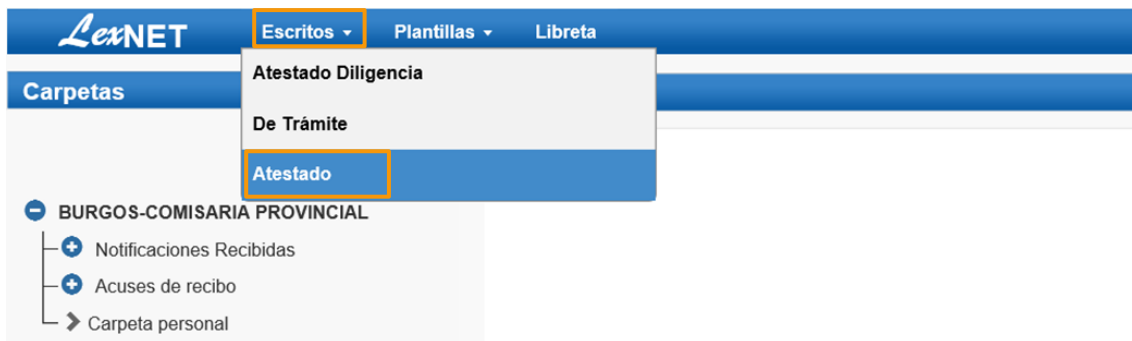 LexNET Escritos Plantillas Libreta
Atestado Diligencia
Carpetas
De Trámite
Atestado
BURGOS-COMISARIA PROVINCIAL
Notificaciones Recibidas
Acuses de recibo
Carpeta personal